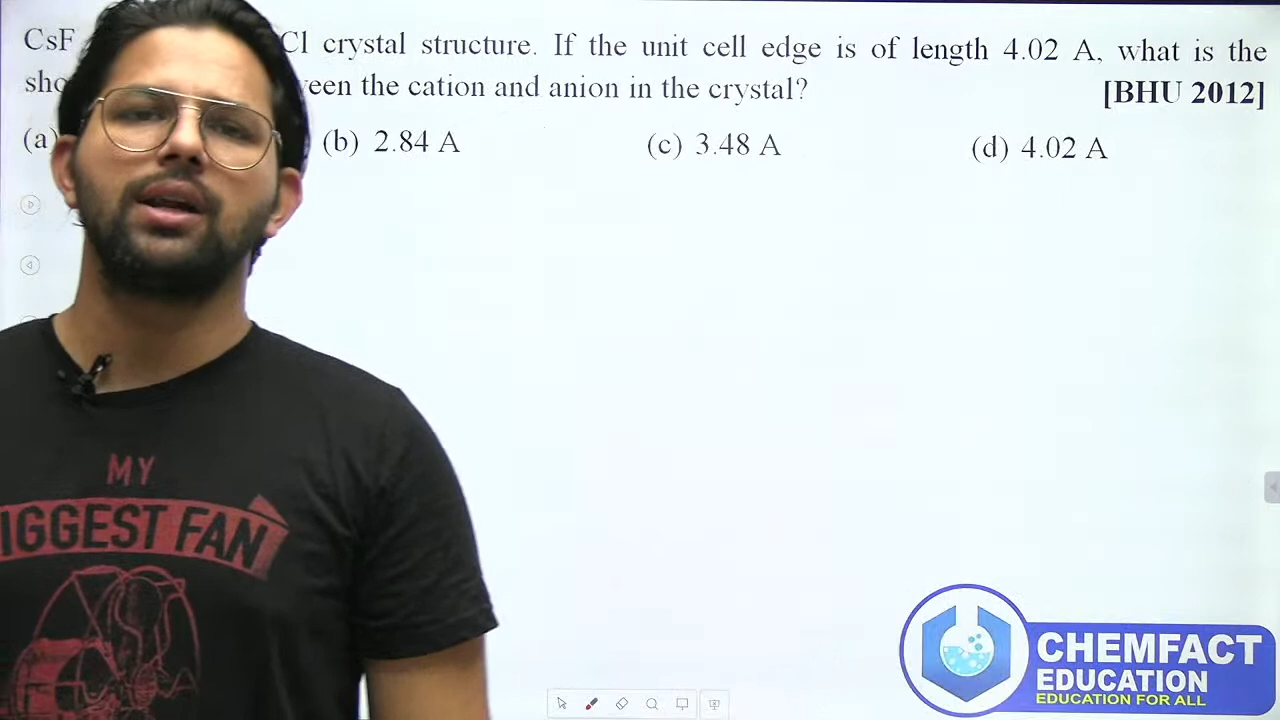 CsF Cl crystal structure. If the unit cell edge is of length 4.02 A, what is the
between the cation and anion in the crystal? [BHU 2012]
(a) (b) 2.84 A (c) 3.48 A (d) 4.02 A
MY
IGGEST FAN
CHEMFACT
EDUCATION
EDUCATION FOR ALL